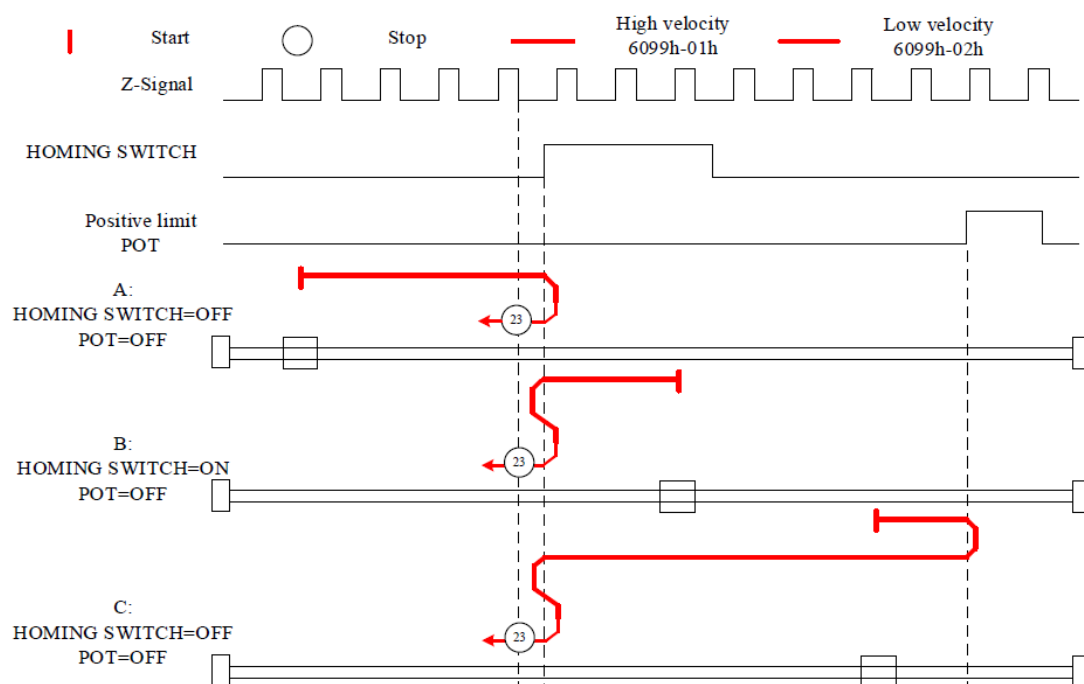 Start
Stop
High velocity
6099h-01h
Low velocity
6099h-02h
Z-Signal
HOMING SWITCH
Positive limit
POT
A:
HOMING SWITCH=OFF
POT=OFF
23
B:
HOMING SWITCH=ON
POT=OFF
23
C:
HOMING SWITCH=OFF
POT=OFF
23